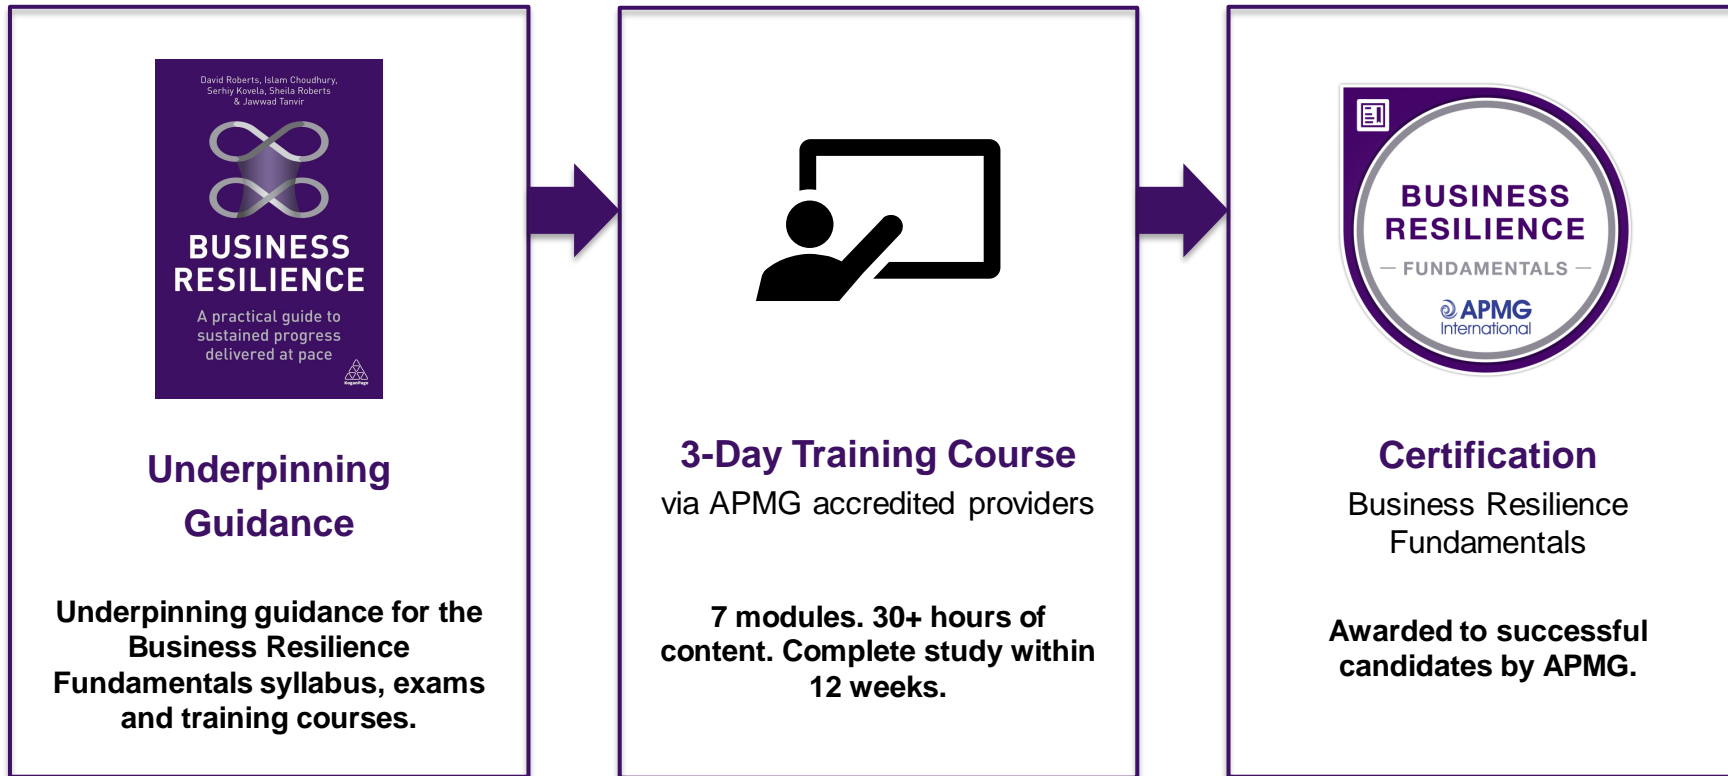 David Roberts, Islam Choudhury,
Serhiy Kovela, Sheila Roberts
& Jawwad Tanvir
BUSINESS
RESILIENCE
A practical guide to
sustained progress
delivered at pace
KoganPage
Underpinning
Guidance
Underpinning guidance for the
Business Resilience
Fundamentals syllabus, exams
and training courses.
3-Day Training Course
via APMG accredited providers
7 modules. 30+ hours of
content. Complete study within
12 weeks.
BUSINESS
RESILIENCE
— FUNDAMENTALS —
APMG
International
Certification
Business Resilience
Fundamentals
Awarded to successful
candidates by APMG.